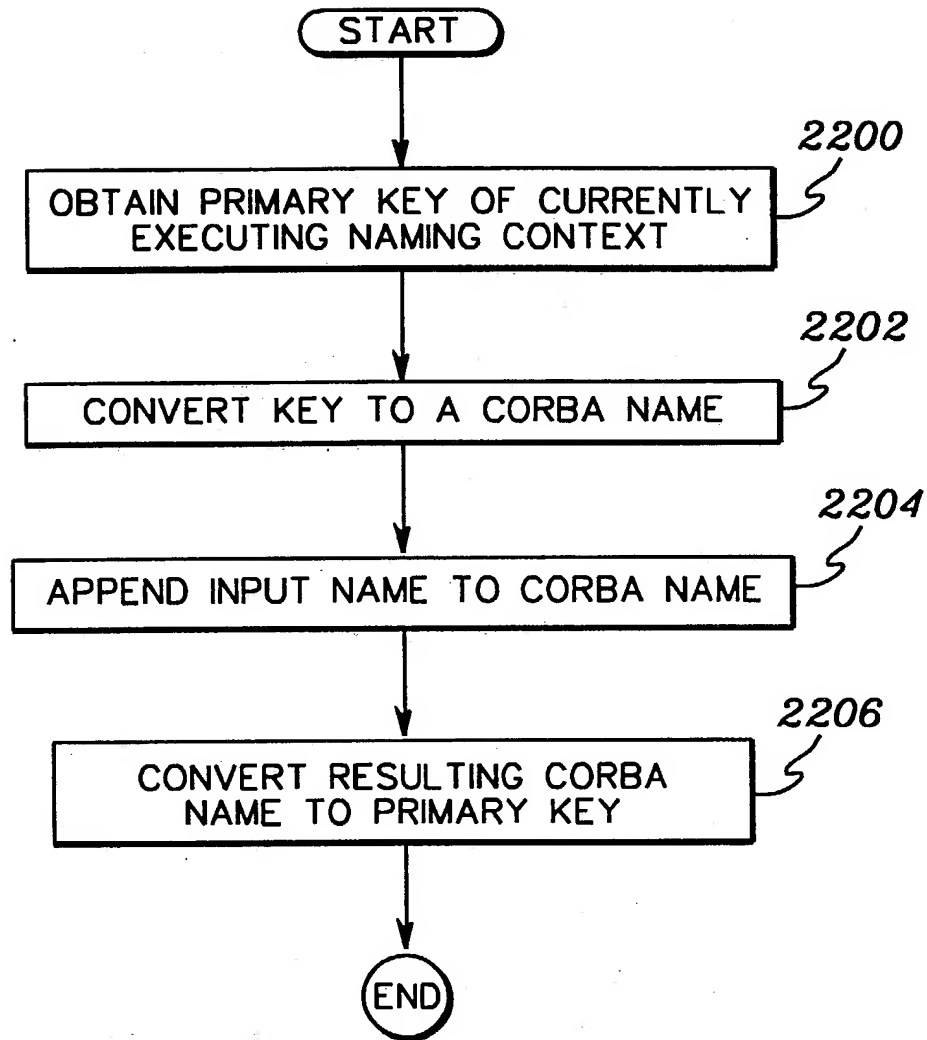 START
2200
OBTAIN PRIMARY KEY OF CURRENTLY
EXECUTING NAMING CONTEXT
2202
CONVERT KEY TO A CORBA NAME
2204
APPEND INPUT NAME TO CORBA NAME
2206
CONVERT RESULTING CORBA
NAME TO PRIMARY KEY
END